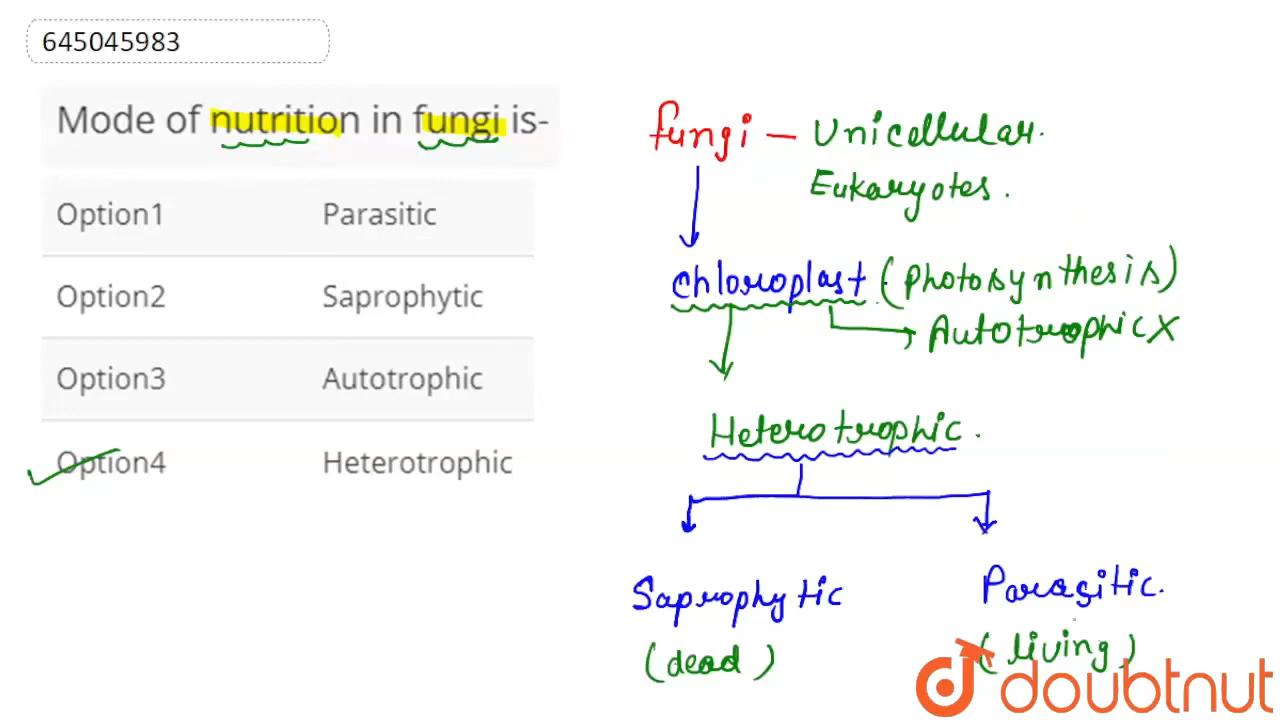 645045983
Mode of nutrition in fungi is-
Option1 Parasitic
Option2 Saprophytic
Option3 Autotrophic
Option4 Heterotrophic
fungi — Unicellular.
Eukaryotes.
Chloroplast (Photosynthesis)
Autotrophic X
Heterotrophic.
Saprophytic Parasitic.
(dead) (living)
doubtnut